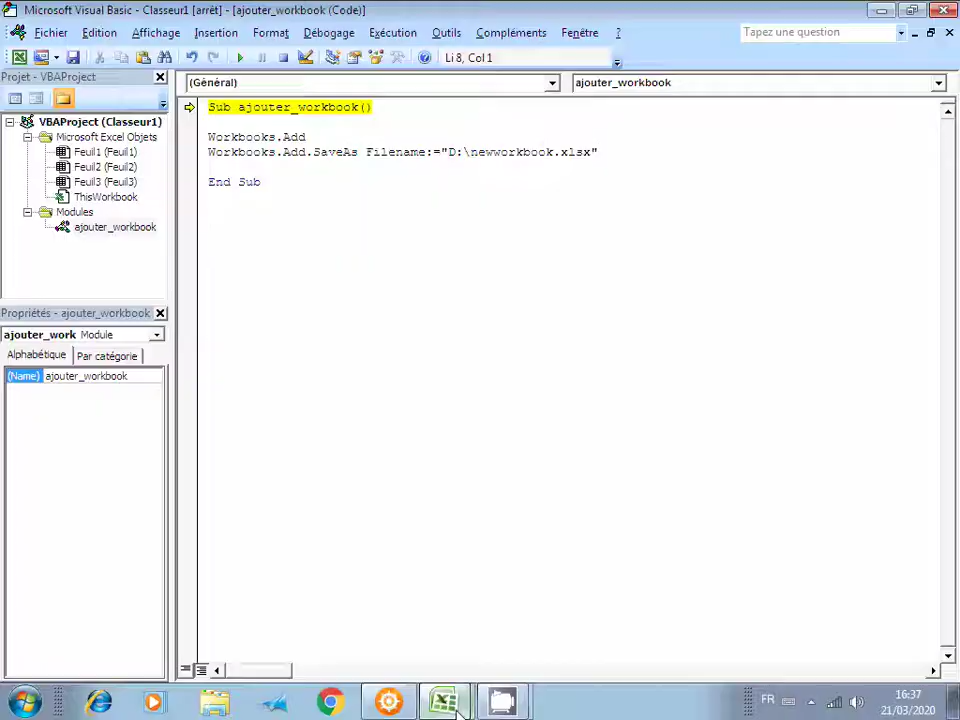 Microsoft Visual Basic - Classeur1 [arrêt] - [ajouter_workbook (Code)]
Fichier Edition Affichage Insertion Format Débogage Exécution Outils Compléments Fenêtre ? Tapez une question
Li 8, Col 1
Projet - VBAProject
(Général) ajouter_workbook
VBAProject (Classeur1)
Microsoft Excel Objets
Feuil1 (Feuil1)
Feuil2 (Feuil2)
Feuil3 (Feuil3)
ThisWorkbook
Modules
ajouter_workbook
Sub ajouter_workbook()
Workbooks.Add
Workbooks.Add.SaveAs Filename:="D:\newworkbook.xlsx"
End Sub
Propriétés - ajouter_workbook
ajouter_work Module
Alphabétique Par catégorie
(Name) ajouter_workbook
FR 16:37
21/03/2020